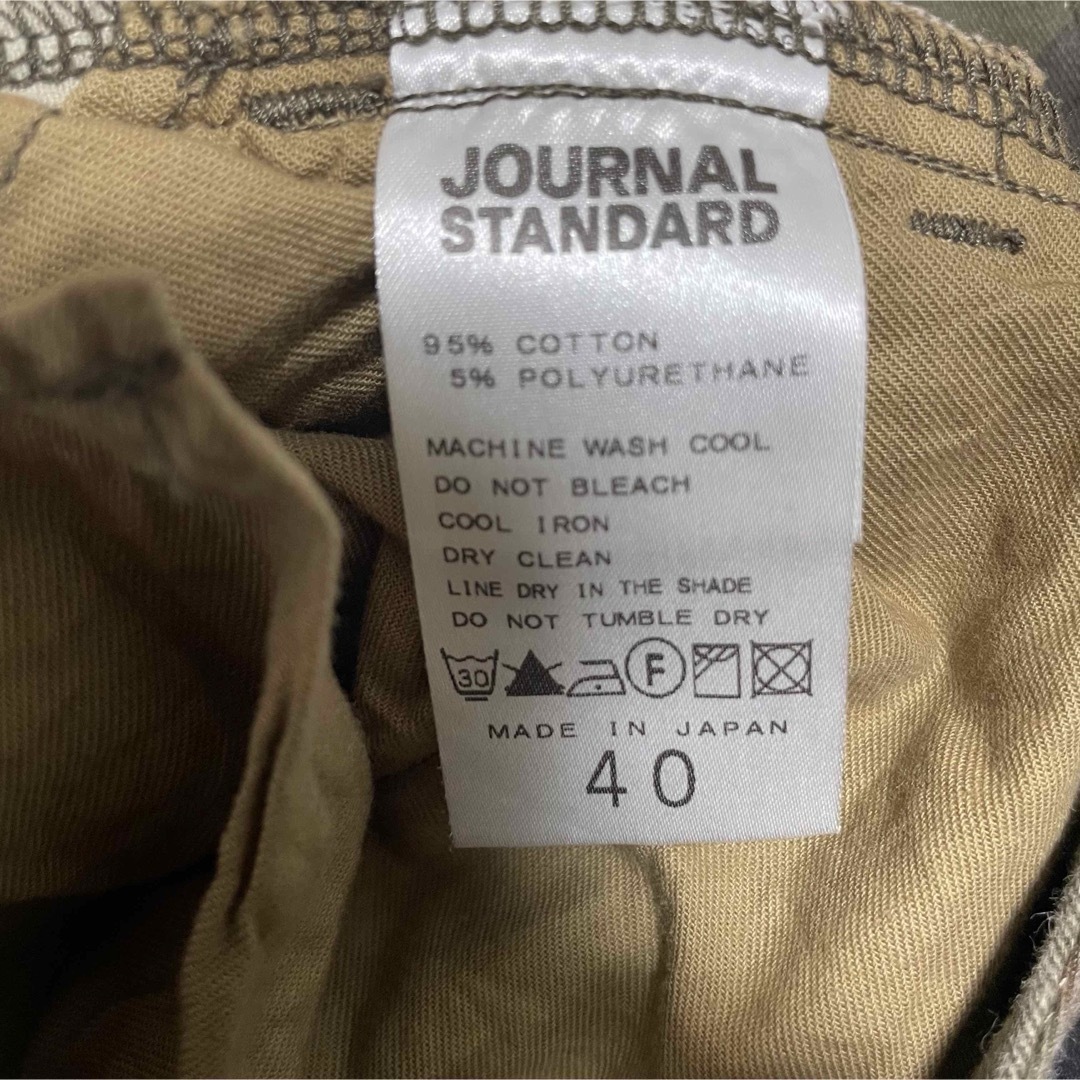 JOURNAL
STANDARD
95% COTTON
5% POLYURETHANE
MACHINE WASH COOL
DO NOT BLEACH
COOL IRON
DRY CLEAN
LINE DRY IN THE SHADE
DO NOT TUMBLE DRY
30 F
MADE IN JAPAN
40